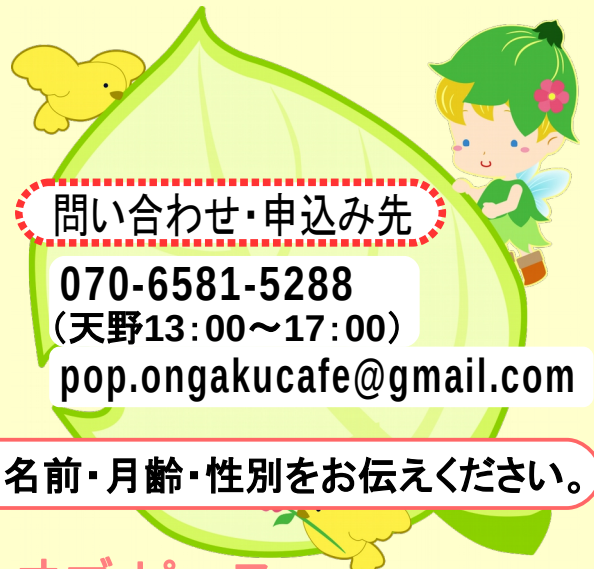 問い合わせ・申込み先
070-6581-5288
（天野13：00～17：00）
pop.ongakucafe@gmail.com
名前・月齢・性別をお伝えください。